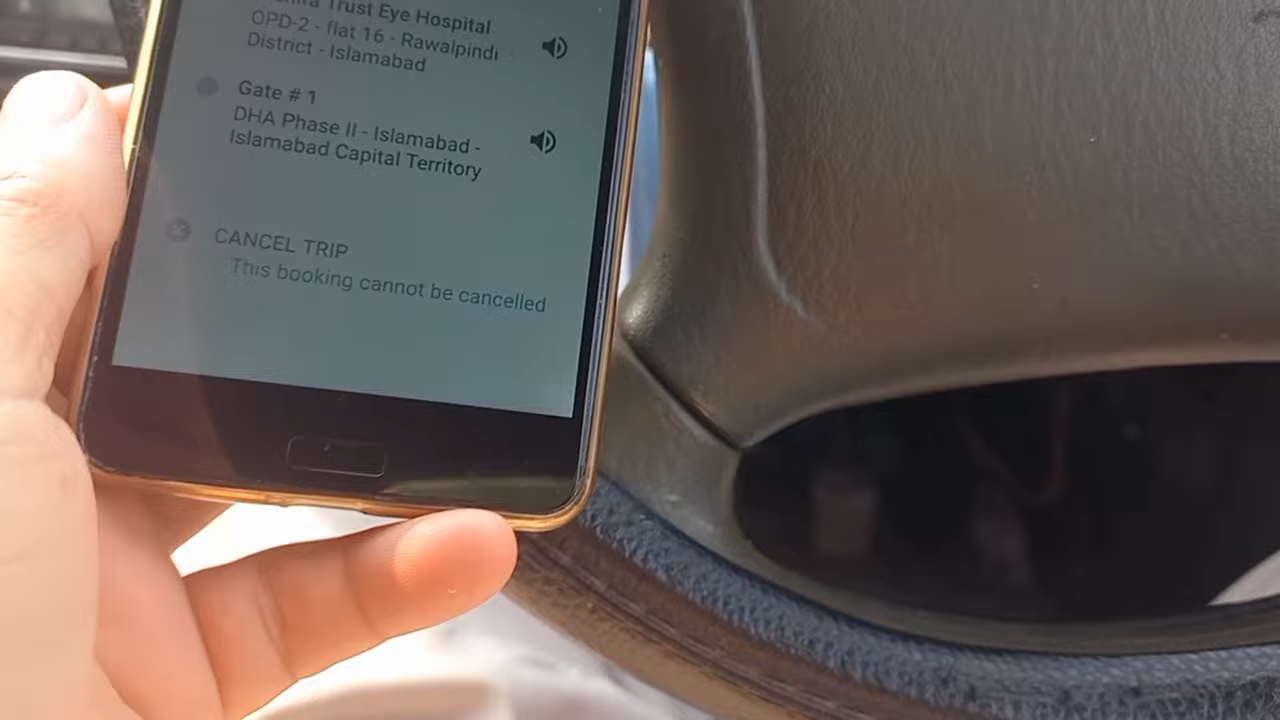 Trust Eye Hospital
OPD-2 - flat 16 - Rawalpindi
District - Islamabad
Gate # 1
DHA Phase II - Islamabad -
Islamabad Capital Territory
CANCEL TRIP
This booking cannot be cancelled